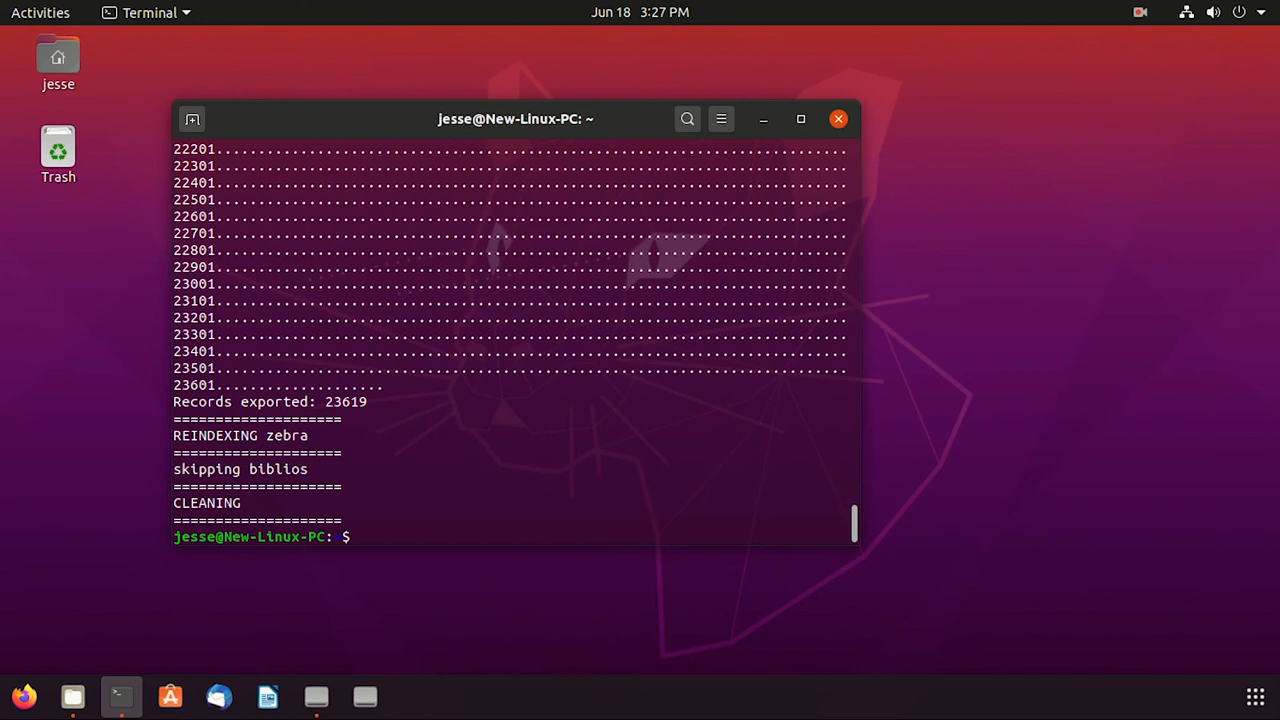 Activities Terminal Jun 18 3:27 PM
jesse
Trash
jesse@New-Linux-PC: ~
22201....................................................................................
22301....................................................................................
22401....................................................................................
22501....................................................................................
22601....................................................................................
22701....................................................................................
22801....................................................................................
22901....................................................................................
23001....................................................................................
23101....................................................................................
23201....................................................................................
23301....................................................................................
23401....................................................................................
23501....................................................................................
23601....................
Records exported: 23619
====================
REINDEXING zebra
====================
skipping biblios
====================
CLEANING
====================
jesse@New-Linux-PC:~$